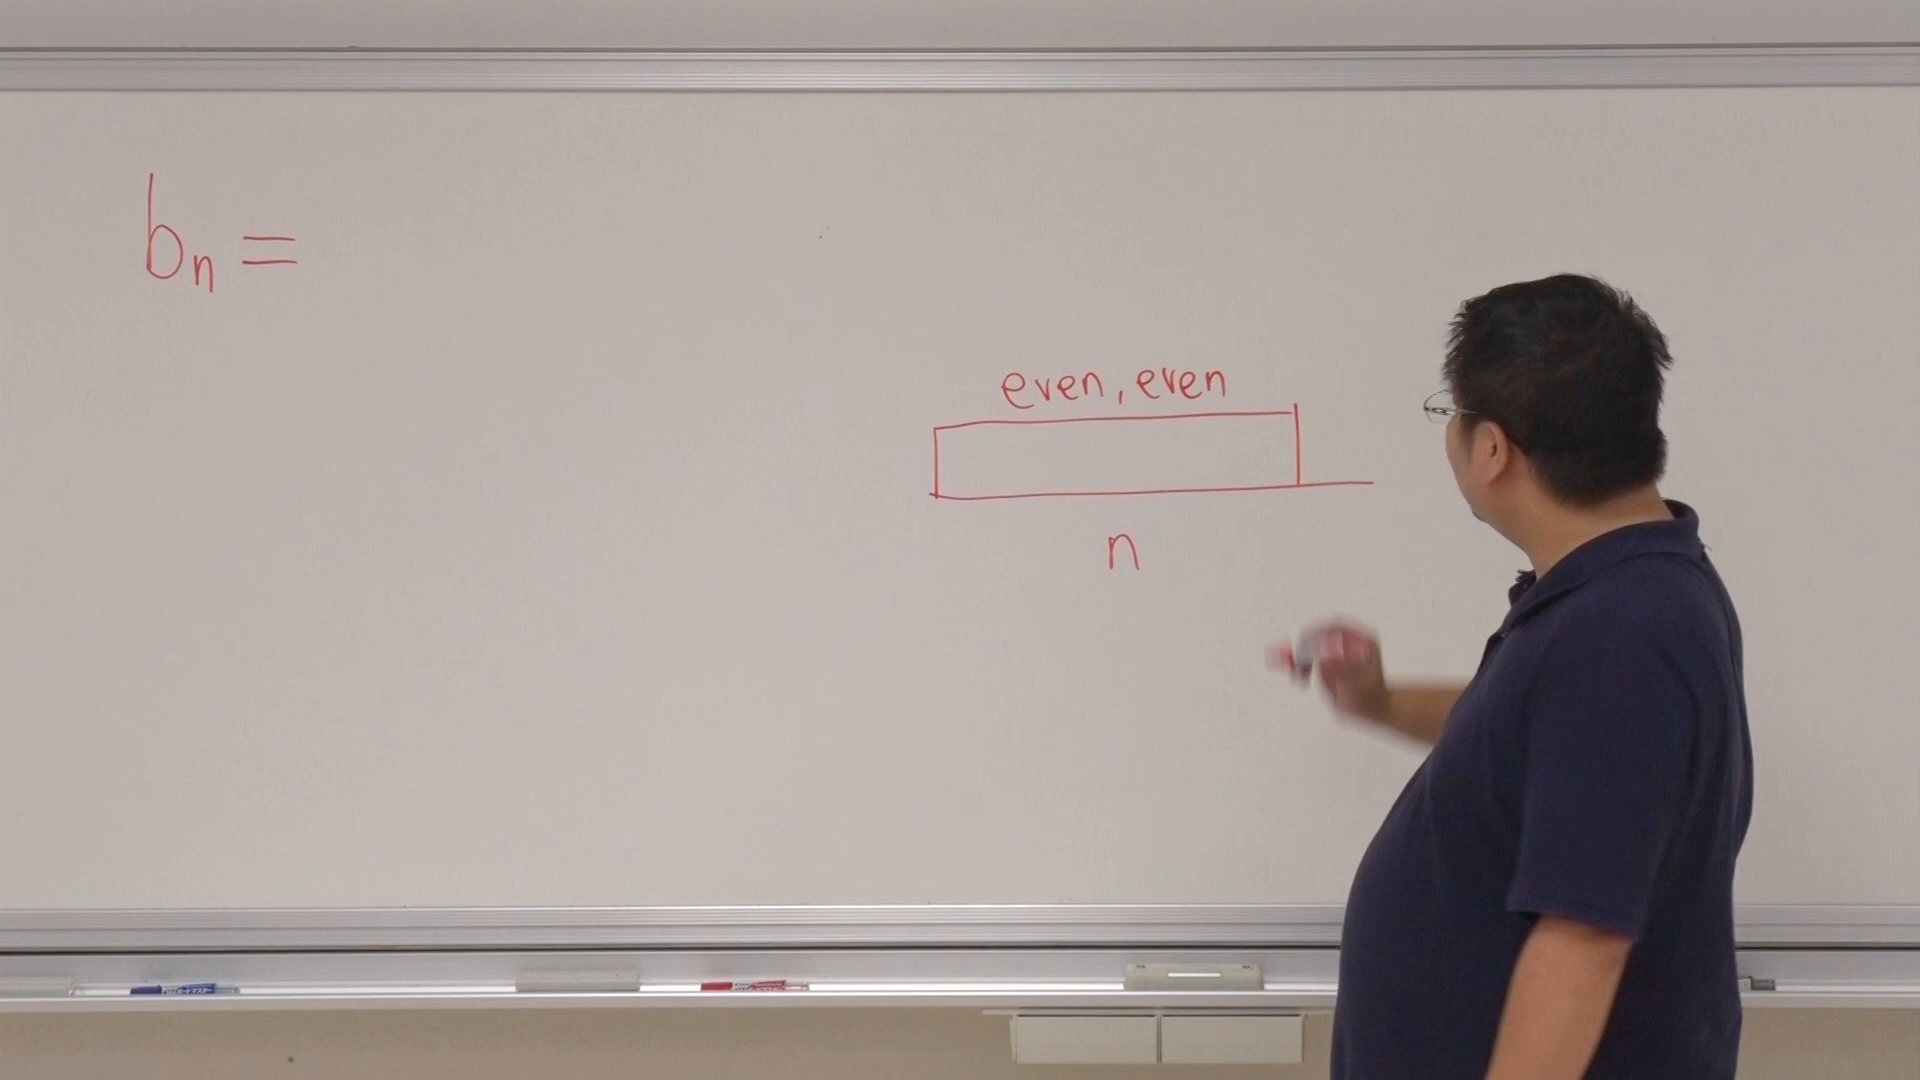 bn =
even, even
n